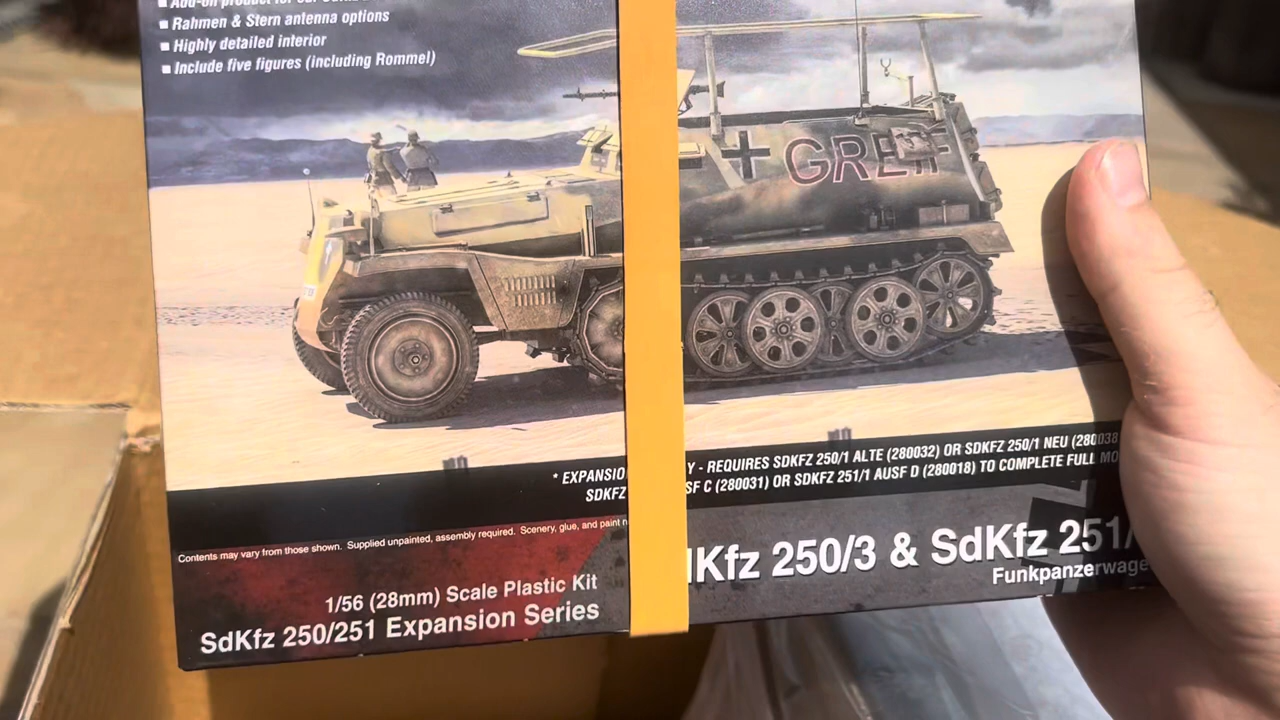 Rahmen & Stern antenna options
Highly detailed interior
Include five figures (including Rommel)
GREIF
* EXPANSIO Y - REQUIRES SDKFZ 250/1 ALTE (280032) OR SDKFZ 250/1 NEU (280038
SDKFZ SF C (280031) OR SDKFZ 251/1 AUSF D (280018) TO COMPLETE FULL MO
Contents may vary from those shown. Supplied unpainted, assembly required. Scenery, glue, and paint n
1/56 (28mm) Scale Plastic Kit
SdKfz 250/251 Expansion Series
Kfz 250/3 & SdKfz 251/
Funkpanzerwage